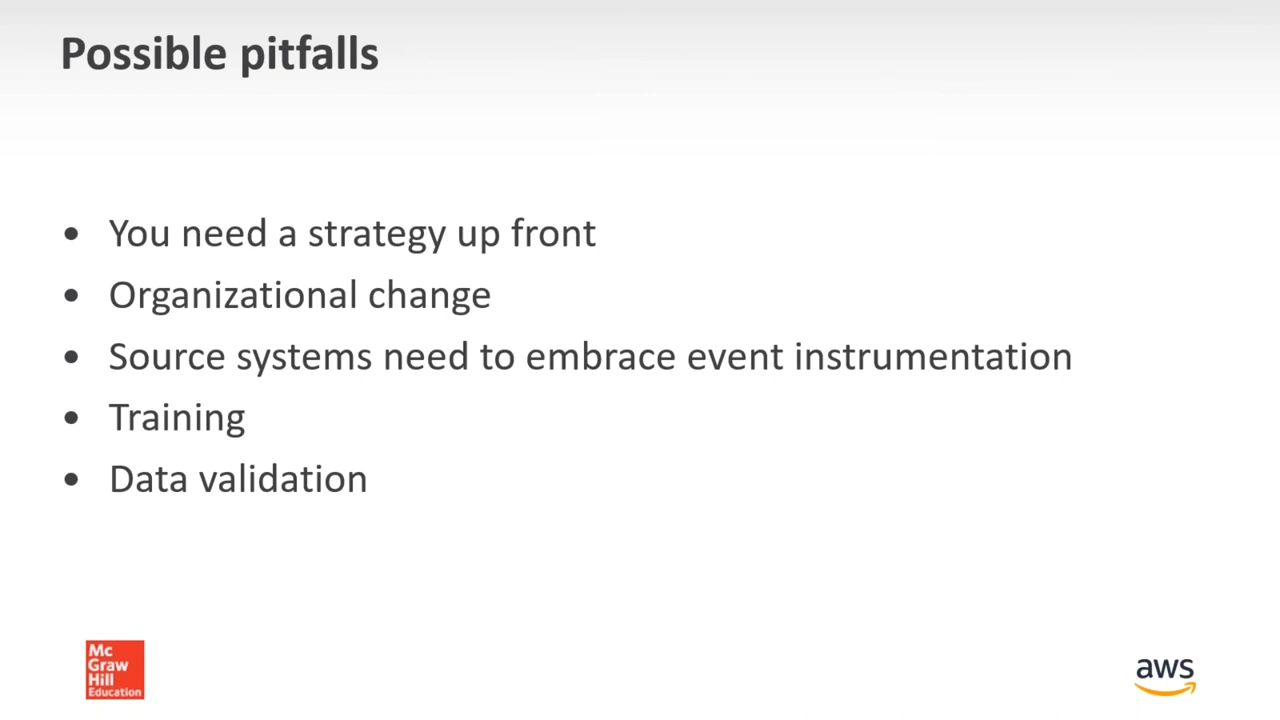 Possible pitfalls
• You need a strategy up front
• Organizational change
• Source systems need to embrace event instrumentation
• Training
• Data validation
Mc
Graw
Hill
Education
aws